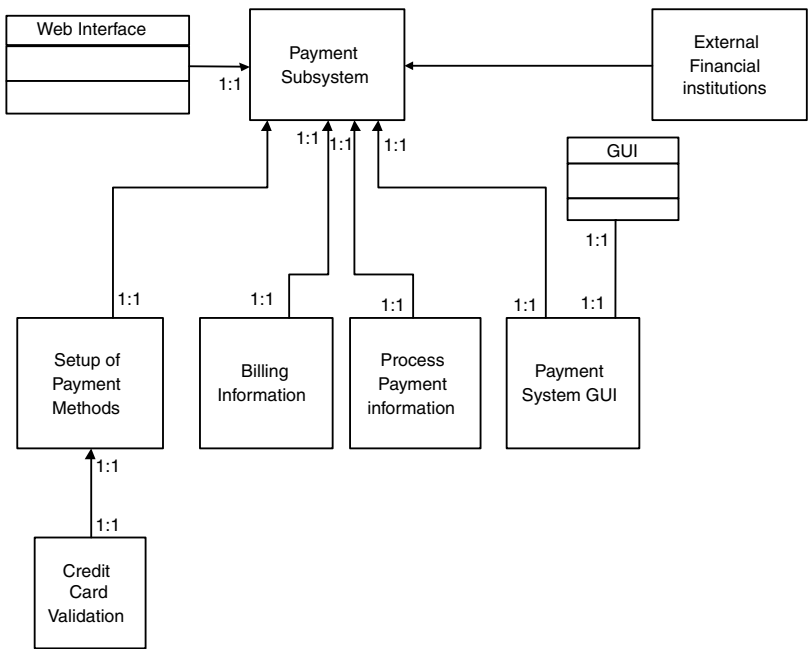 Web Interface
1:1
Payment
Subsystem
External
Financial
institutions
1:1
1:1
1:1
GUI
1:1
1:1
1:1
1:1
1:1
1:1
Setup of
Payment
Methods
Billing
Information
Process
Payment
information
Payment
System GUI
1:1
1:1
Credit
Card
Validation